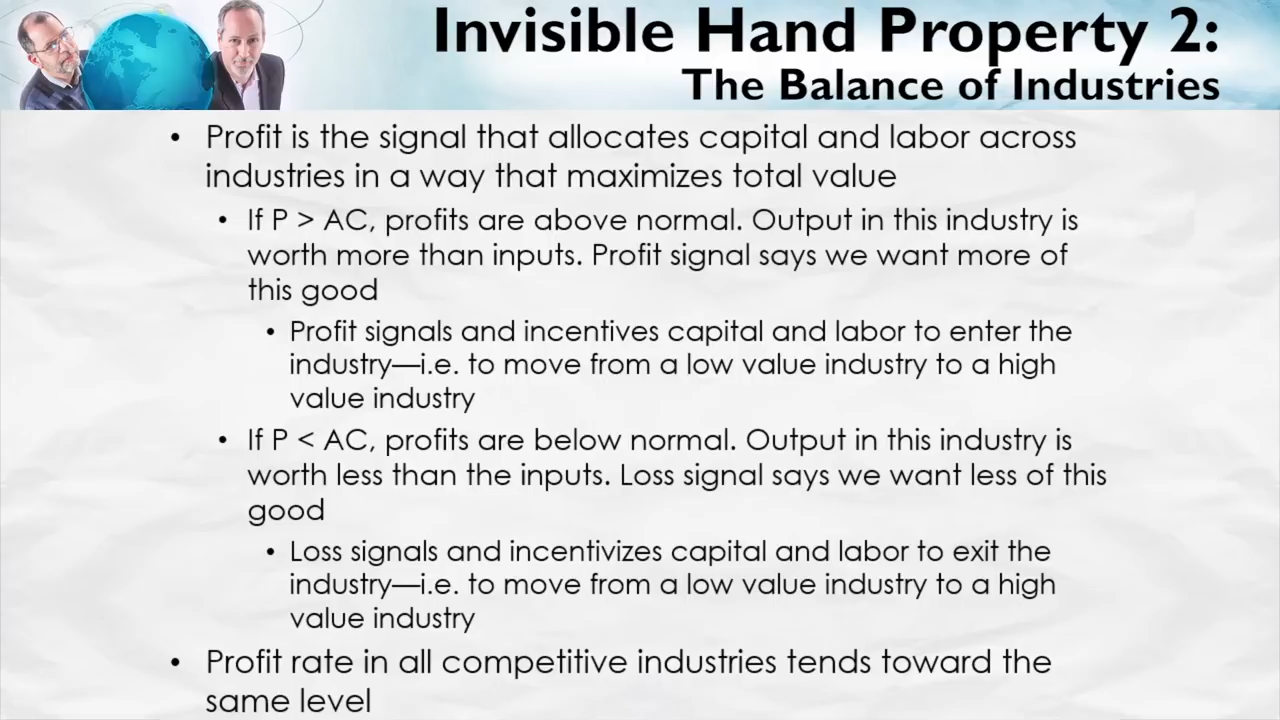 Invisible Hand Property 2:
The Balance of Industries
• Profit is the signal that allocates capital and labor across
industries in a way that maximizes total value
• If P > AC, profits are above normal. Output in this industry is
worth more than inputs. Profit signal says we want more of
this good
• Profit signals and incentives capital and labor to enter the
industry—i.e. to move from a low value industry to a high
value industry
• If P < AC, profits are below normal. Output in this industry is
worth less than the inputs. Loss signal says we want less of this
good
• Loss signals and incentivizes capital and labor to exit the
industry—i.e. to move from a low value industry to a high
value industry
• Profit rate in all competitive industries tends toward the
same level